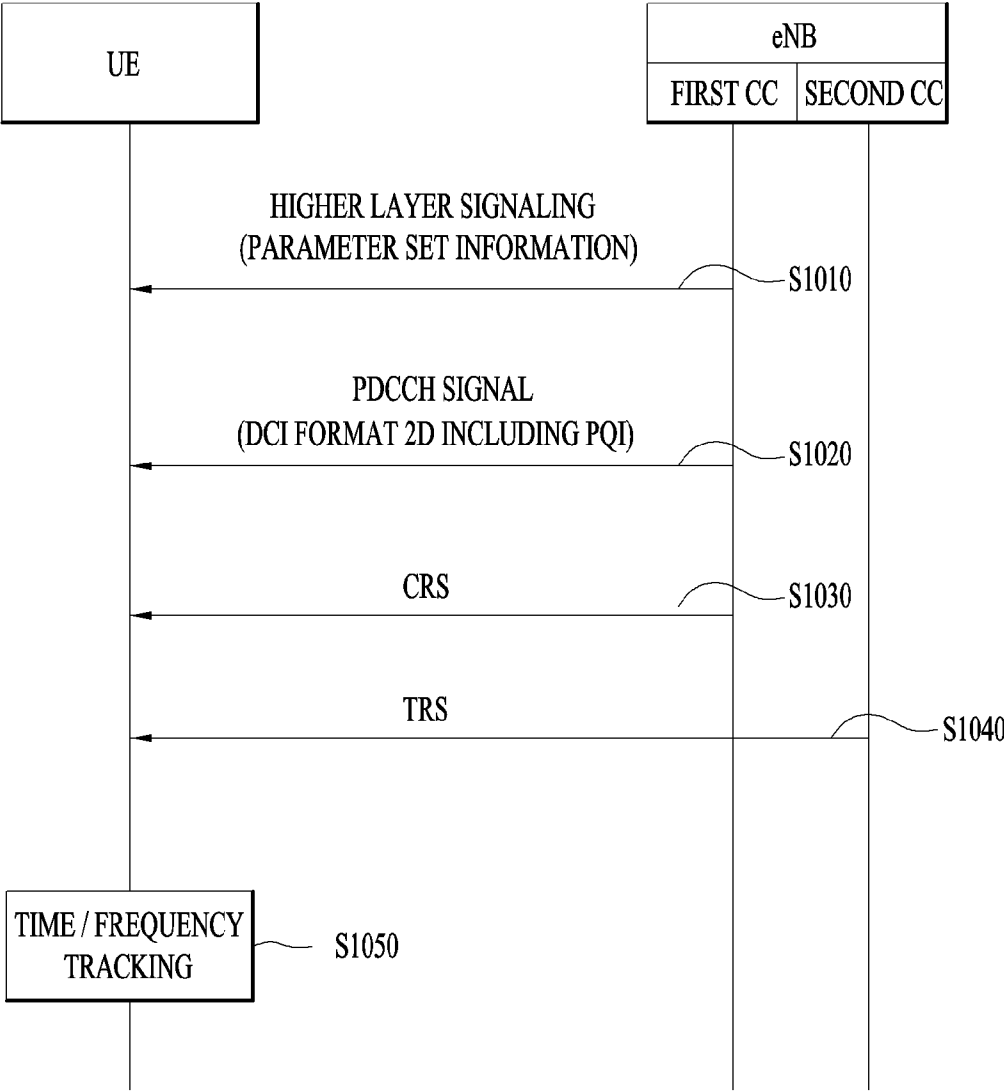 UE
eNB
FIRST CC
SECOND CC
HIGHER LAYER SIGNALING
(PARAMETER SET INFORMATION)
S1010
PDCCH SIGNAL
(DCI FORMAT 2D INCLUDING PQI)
S1020
CRS
S1030
TRS
S1040
TIME / FREQUENCY
TRACKING
S1050